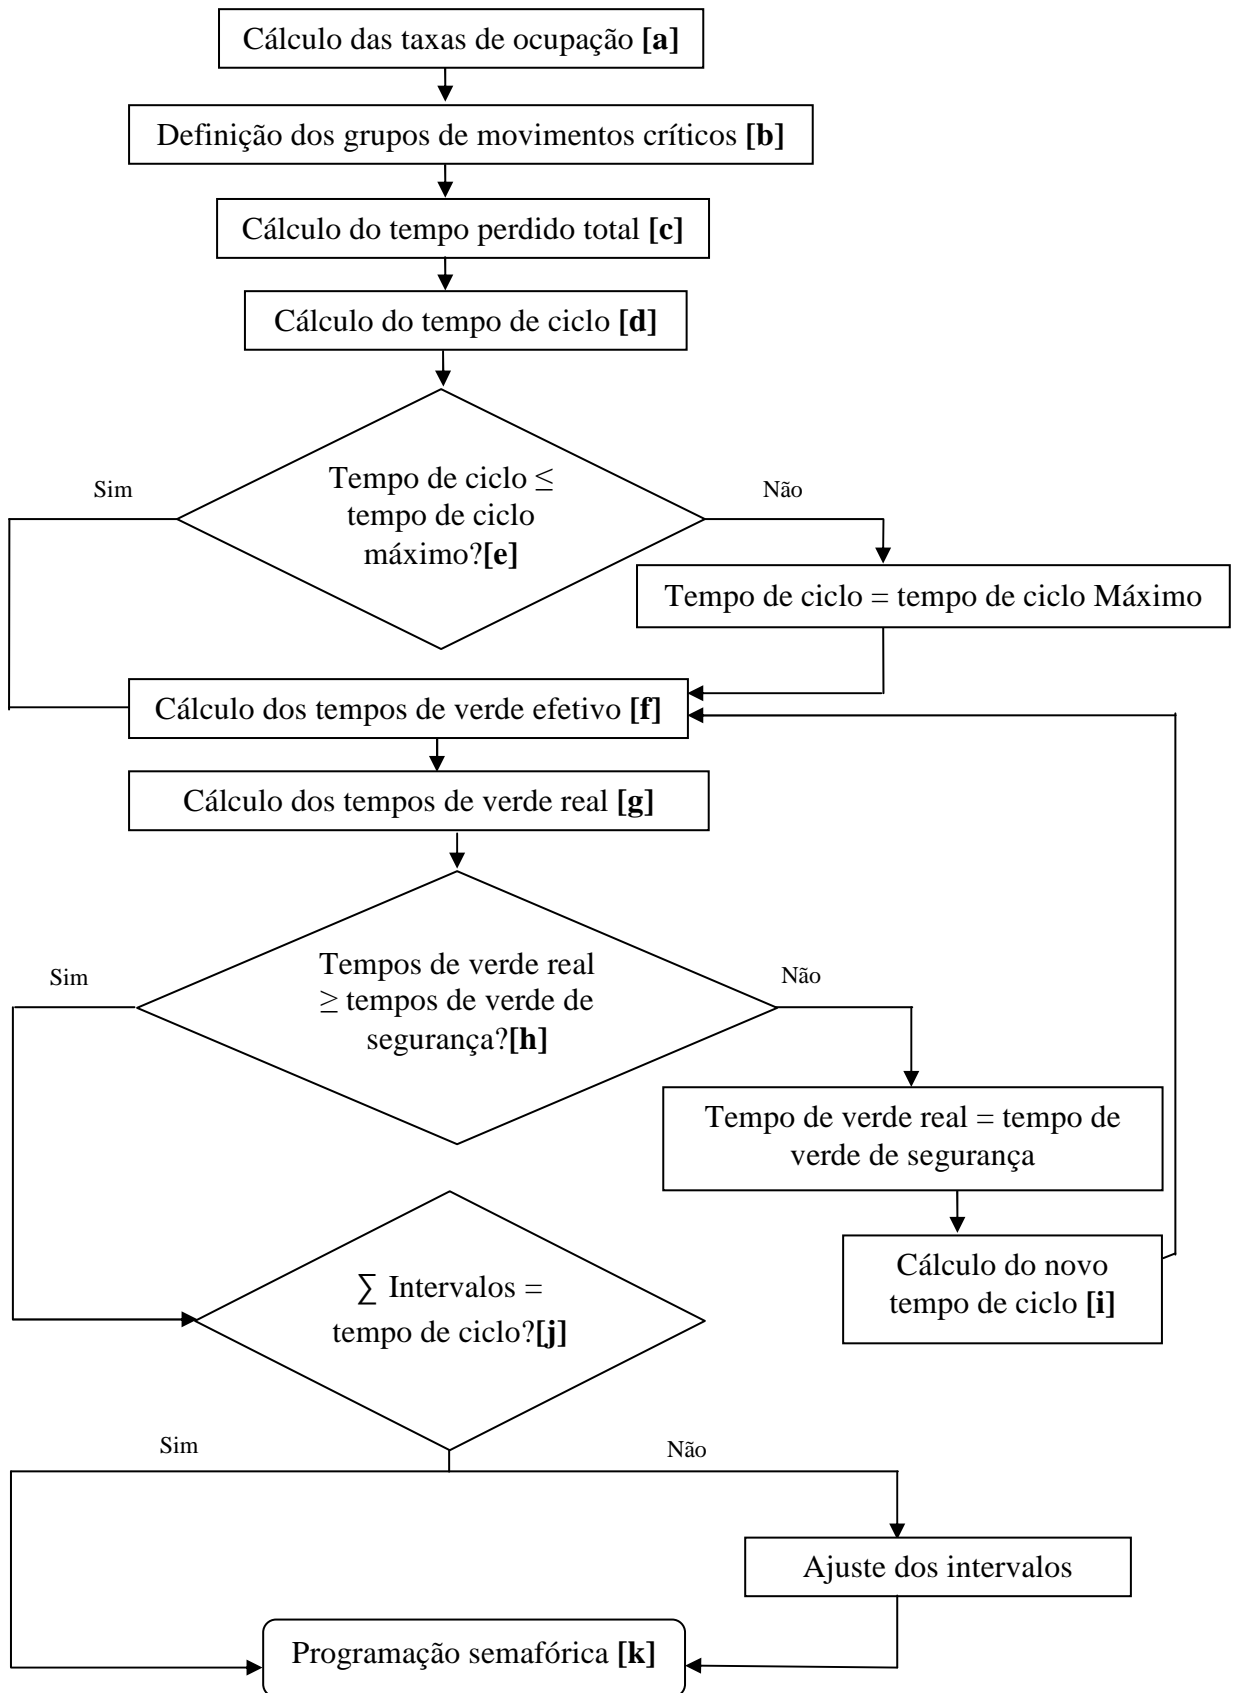 Cálculo das taxas de ocupação [a]
Definição dos grupos de movimentos críticos [b]
Cálculo do tempo perdido total [c]
Cálculo do tempo de ciclo [d]
Tempo de ciclo ≤
tempo de ciclo
máximo?[e]
Sim
Não
Tempo de ciclo = tempo de ciclo Máximo
Cálculo dos tempos de verde efetivo [f]
Cálculo dos tempos de verde real [g]
Tempos de verde real
≥ tempos de verde de
segurança?[h]
Sim
Não
Tempo de verde real = tempo de
verde de segurança
Cálculo do novo
tempo de ciclo [i]
∑ Intervalos =
tempo de ciclo?[j]
Sim
Não
Ajuste dos intervalos
Programação semafórica [k]